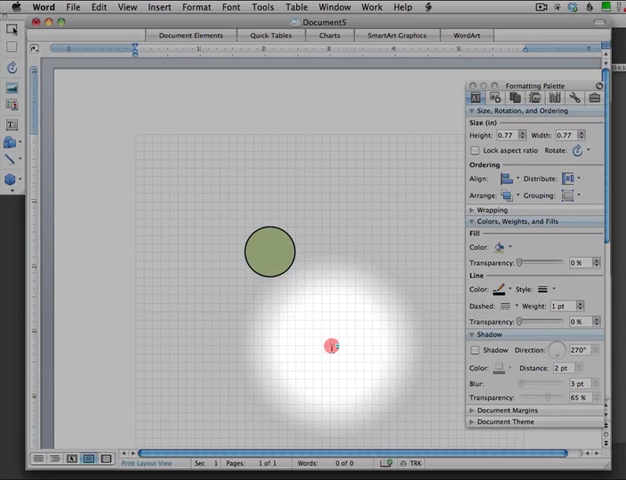 Word File Edit View Insert Format Font Tools Table Window Work Help
Document5
Document Elements Quick Tables Charts SmartArt Graphics WordArt
Formatting Palette
Size, Rotation, and Ordering
Size (in)
Height: 0.77 Width: 0.77
Lock aspect ratio Rotate:
Ordering
Align: Distribute:
Arrange: Grouping:
Wrapping
Colors, Weights, and Fills
Fill
Color:
Transparency: 0 %
Line
Color: Style:
Dashed: Weight: 1 pt
Transparency: 0 %
Shadow
Shadow Direction: 270°
Color: Distance: 2 pt
Blur: 3 pt
Transparency: 65 %
Document Margins
Document Theme
Print Layout View Sec 1 Pages: 1 of 1 Words: 0 of 0 TRK